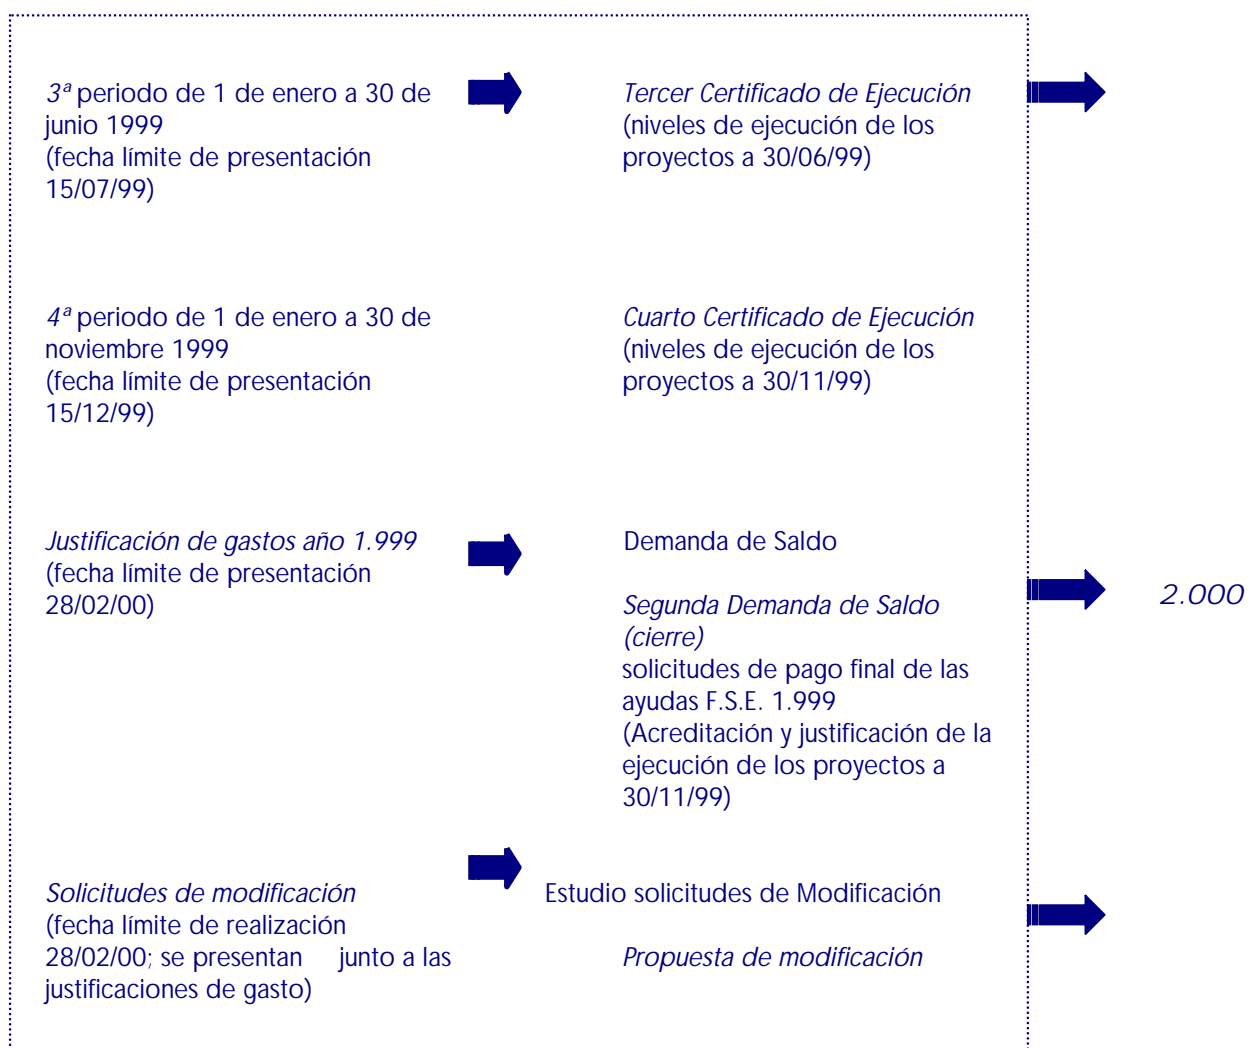 3ª periodo de 1 de enero a 30 de
junio 1999
(fecha límite de presentación
15/07/99)
Tercer Certificado de Ejecución
(niveles de ejecución de los
proyectos a 30/06/99)
4ª periodo de 1 de enero a 30 de
noviembre 1999
(fecha límite de presentación
15/12/99)
Cuarto Certificado de Ejecución
(niveles de ejecución de los
proyectos a 30/11/99)
Justificación de gastos año 1.999
(fecha límite de presentación
28/02/00)
Demanda de Saldo
Segunda Demanda de Saldo
(cierre)
solicitudes de pago final de las
ayudas F.S.E. 1.999
(Acreditación y justificación de la
ejecución de los proyectos a
30/11/99)
2.000
Solicitudes de modificación
(fecha límite de realización
28/02/00; se presentan junto a las
justificaciones de gasto)
Estudio solicitudes de Modificación
Propuesta de modificación